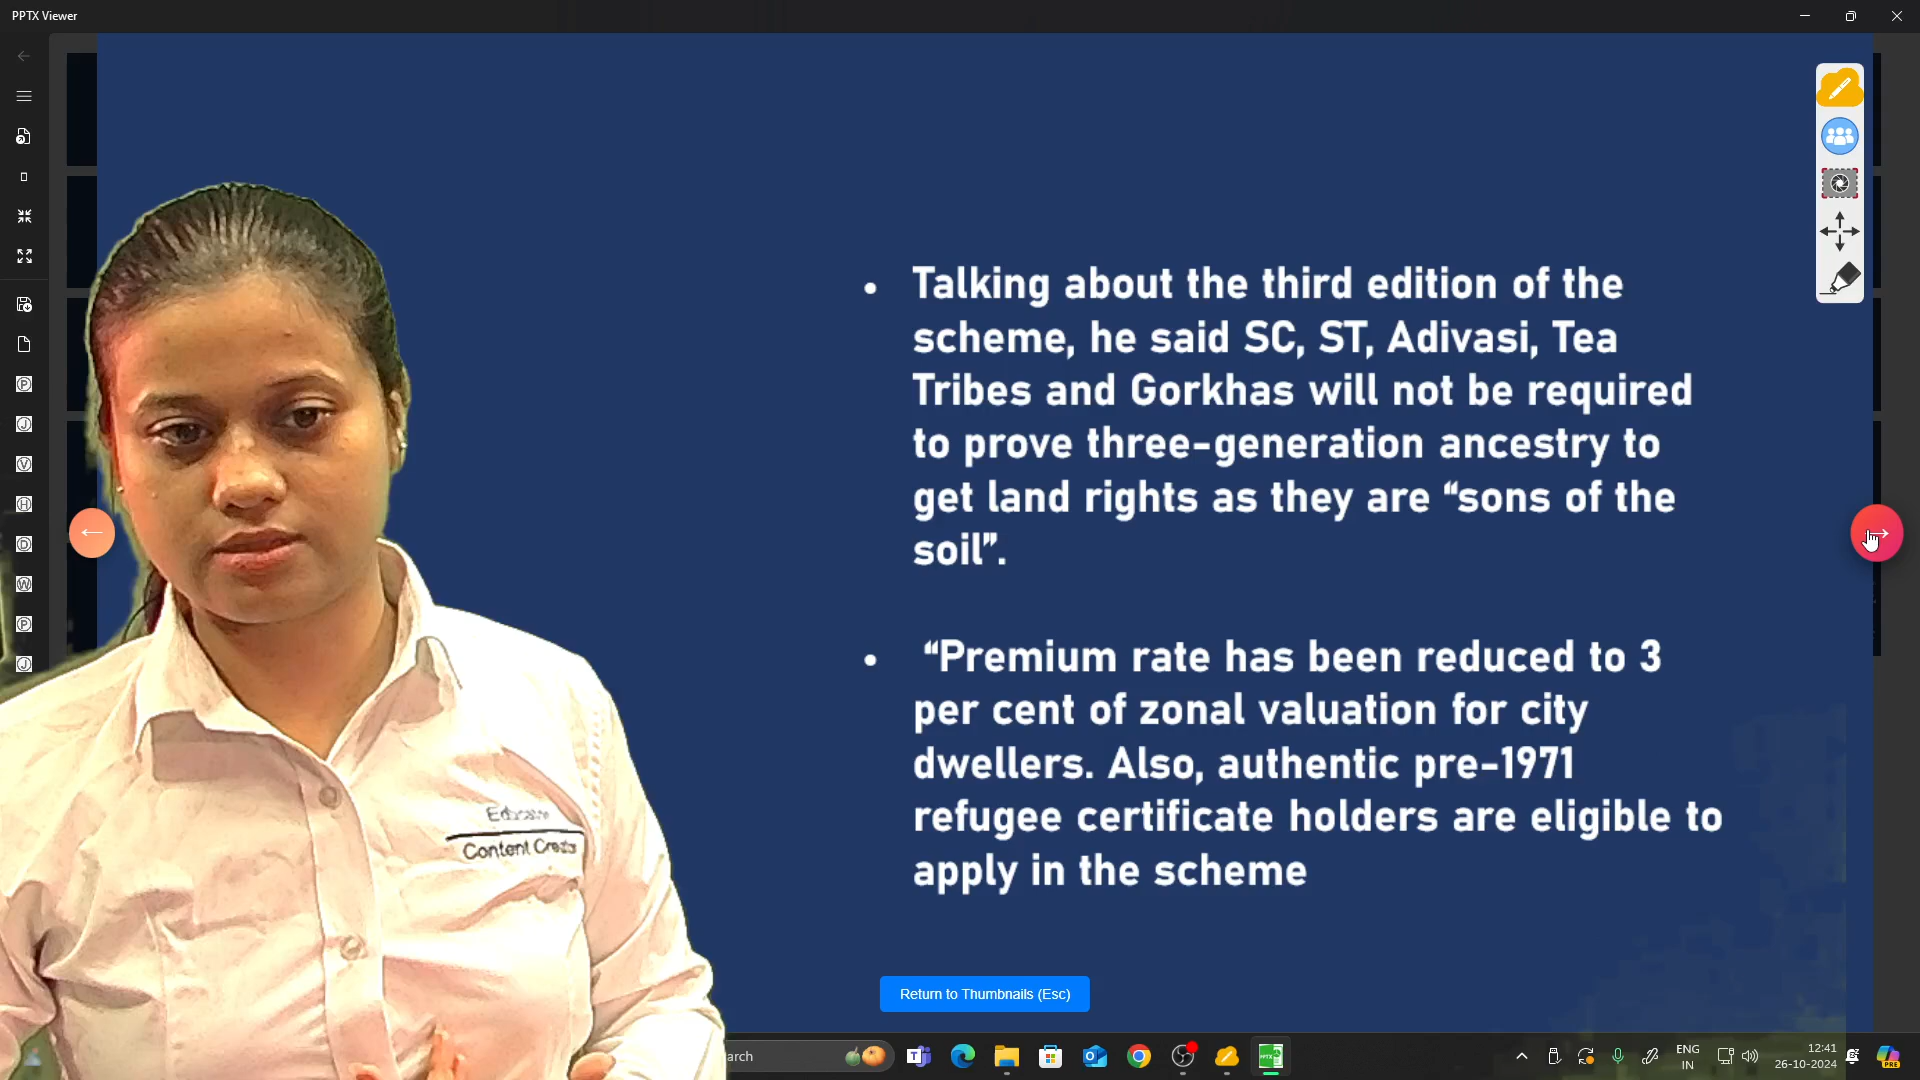 PPTX Viewer
• Talking about the third edition of the
scheme, he said SC, ST, Adivasi, Tea
Tribes and Gorkhas will not be required
to prove three-generation ancestry to
get land rights as they are “sons of the
soil”.
• “Premium rate has been reduced to 3
per cent of zonal valuation for city
dwellers. Also, authentic pre-1971
refugee certificate holders are eligible to
apply in the scheme
Content
Return to Thumbnails (Esc)
arch
ENG
IN
12:41
26-10-2024
PRE